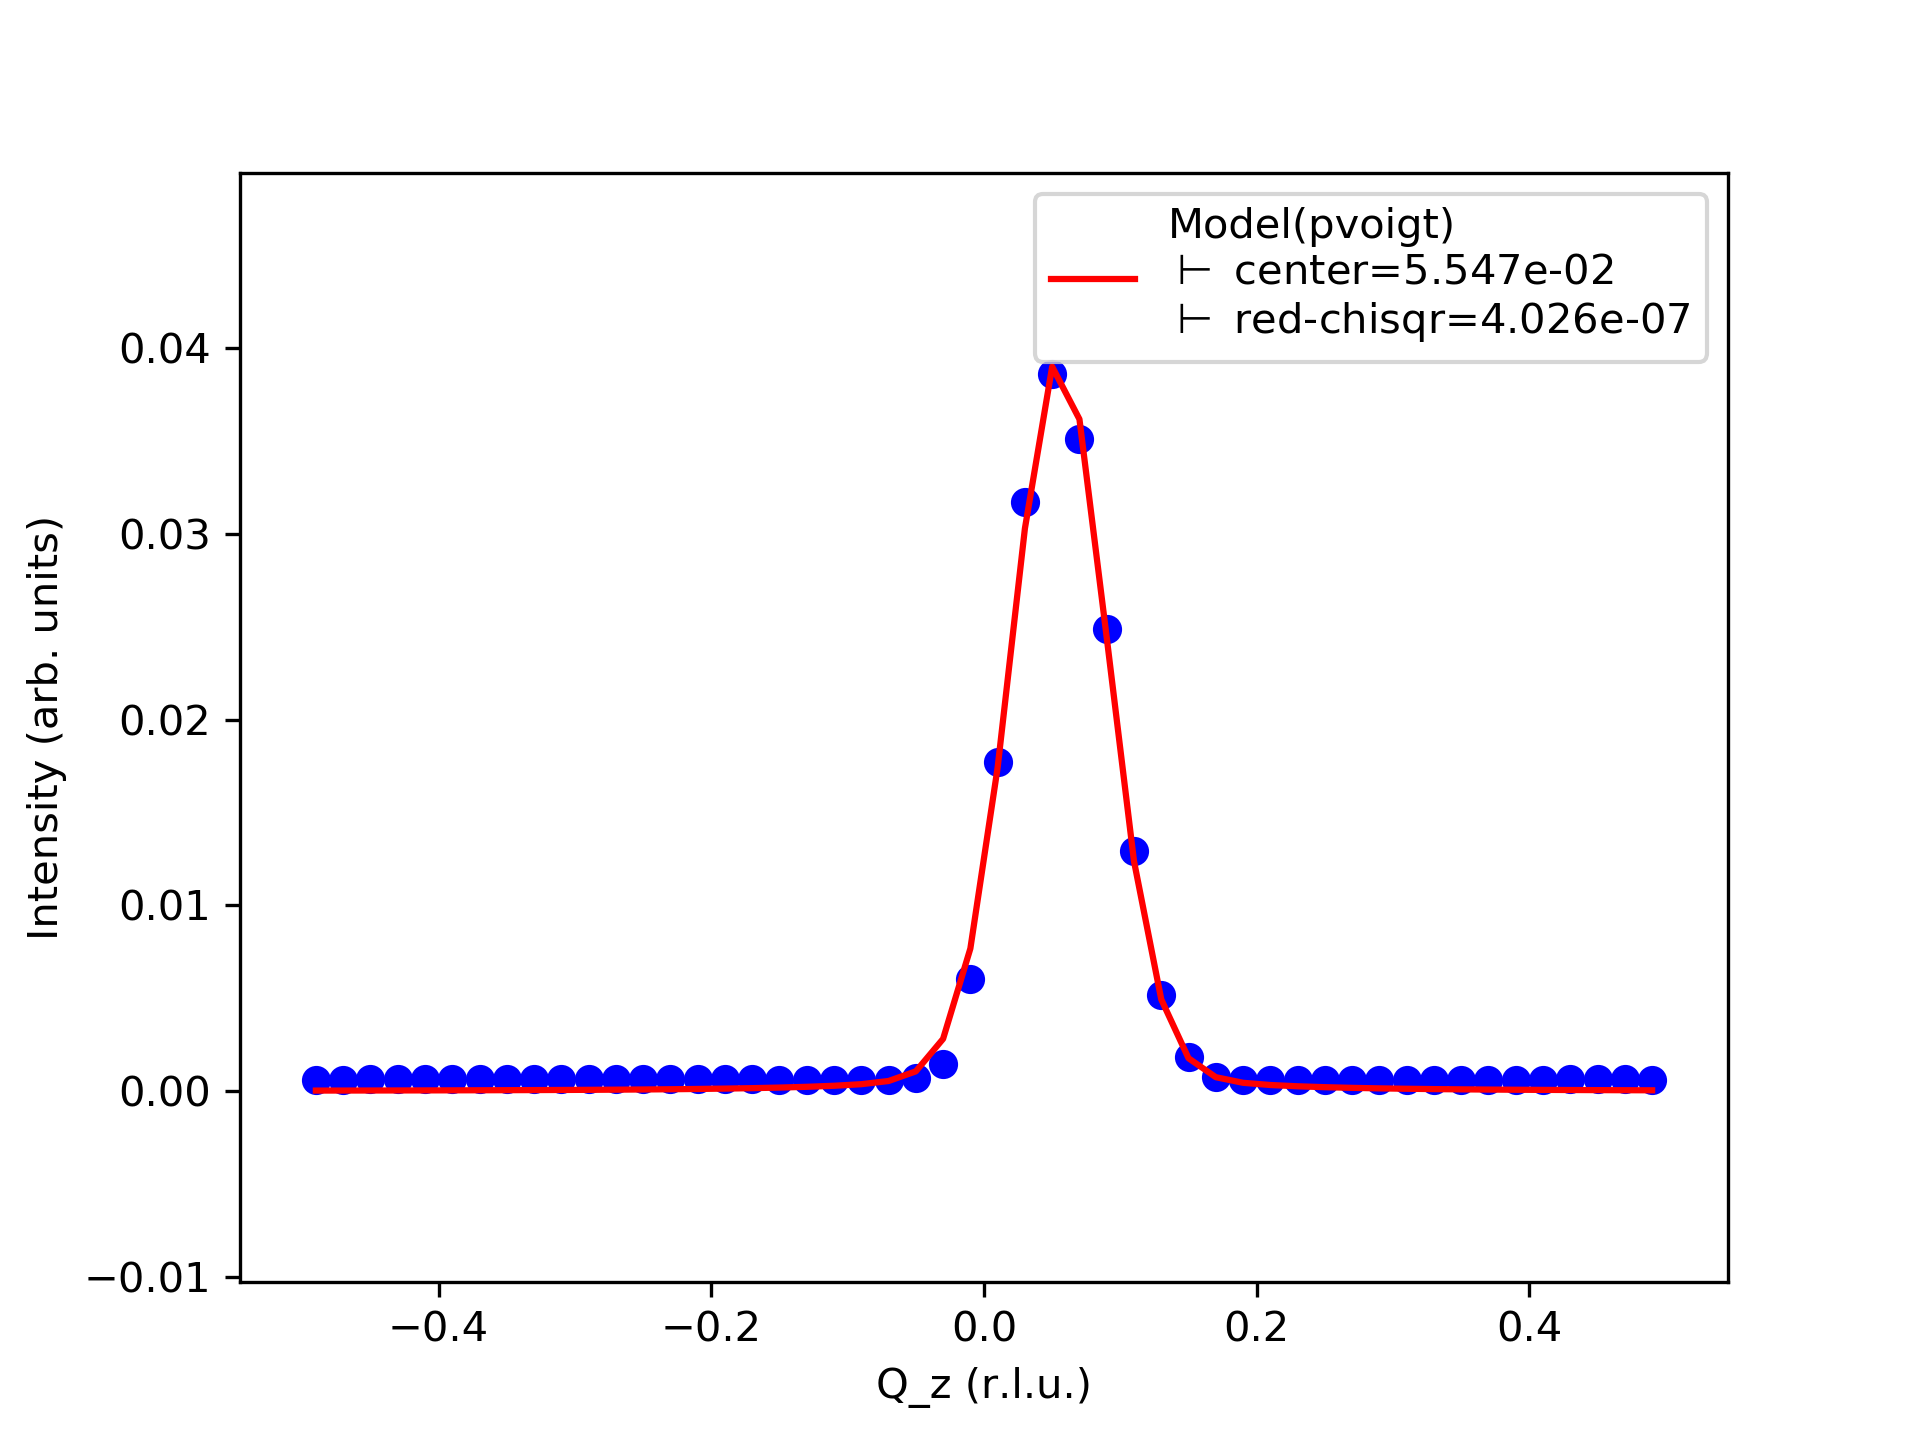 Model(pvoigt)
⊢ center=5.547e-02
⊢ red-chisqr=4.026e-07
0.04
0.03
0.02
0.01
0.00
−0.01
Intensity (arb. units)
−0.4 −0.2 0.0 0.2 0.4
Q_z (r.l.u.)